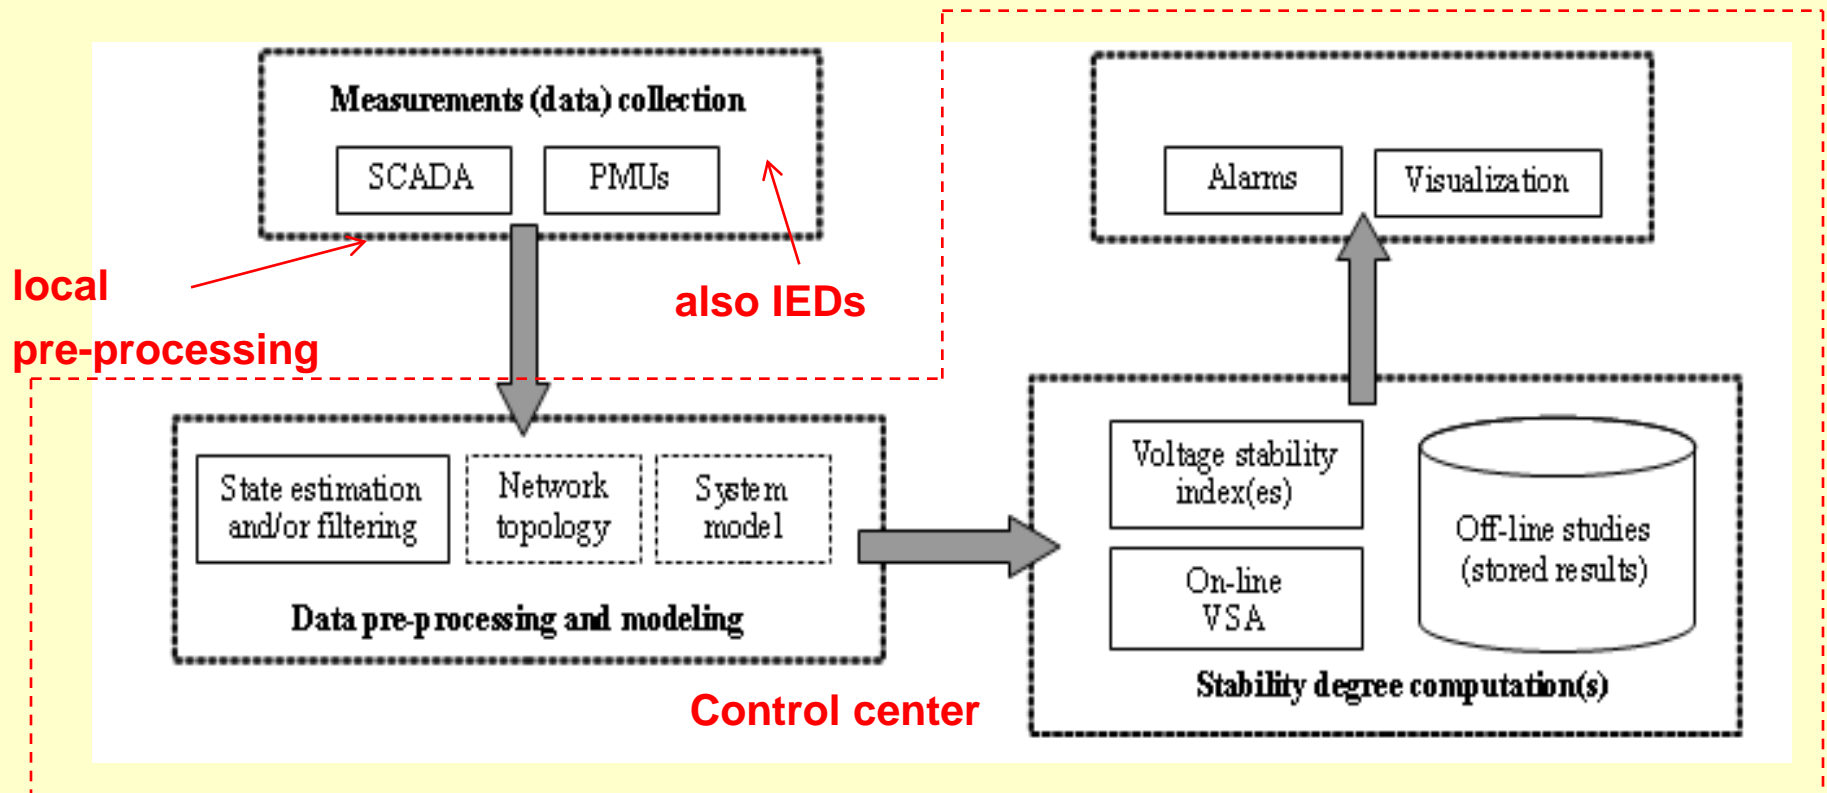 Measurements (data) collection
SCADA
PMUs
local
pre-processing
also IEDs
Alarms
Visualization
State estimation
and/or filtering
Network
topology
System
model
Data pre-processing and modeling
Voltage stability
index(es)
On-line
VSA
Off-line studies
(stored results)
Stability degree computation(s)
Control center